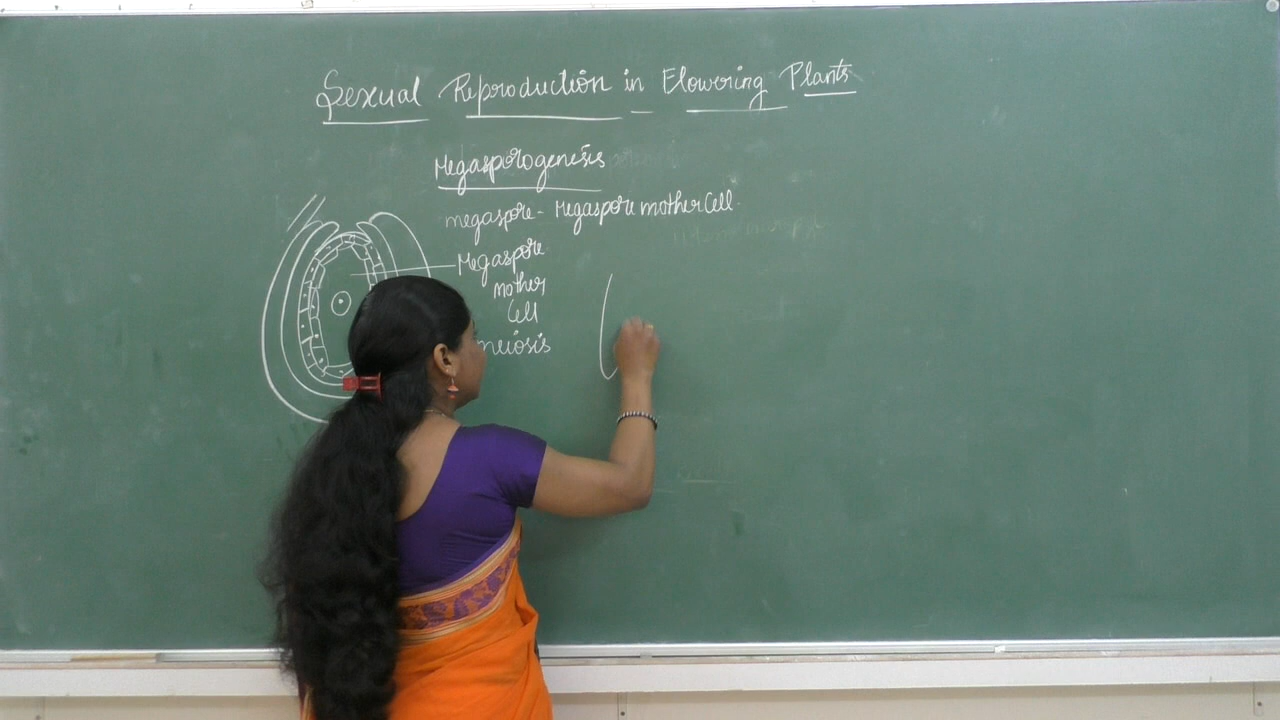 Sexual Reproduction in Flowering Plants
Megasporogenesis
megaspore - Megaspore mother Cell
Megaspore
mother
Cell
meiosis